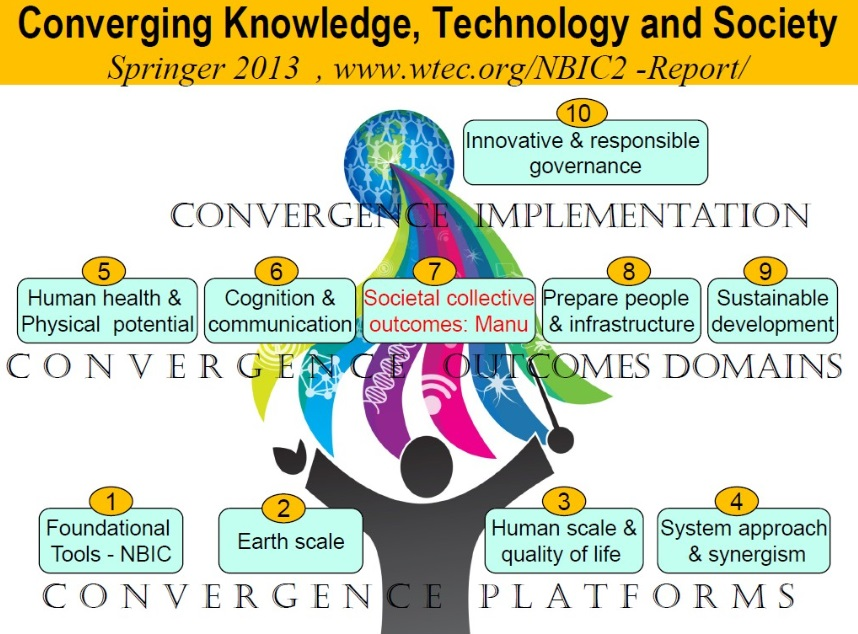 Converging Knowledge, Technology and Society
Springer 2013 , www.wtec.org/NBIC2 -Report/
10
Innovative & responsible
governance
CONVERGENCE IMPLEMENTATION
5
Human health &
Physical potential
6
Cognition &
communication
7
Societal collective
outcomes: Manu
8
Prepare people
& infrastructure
9
Sustainable
development
CONVERGENCE OUTCOMES DOMAINS
1
Foundational
Tools - NBIC
2
Earth scale
3
Human scale &
quality of life
4
System approach
& synergism
CONVERGENCE PLATFORMS